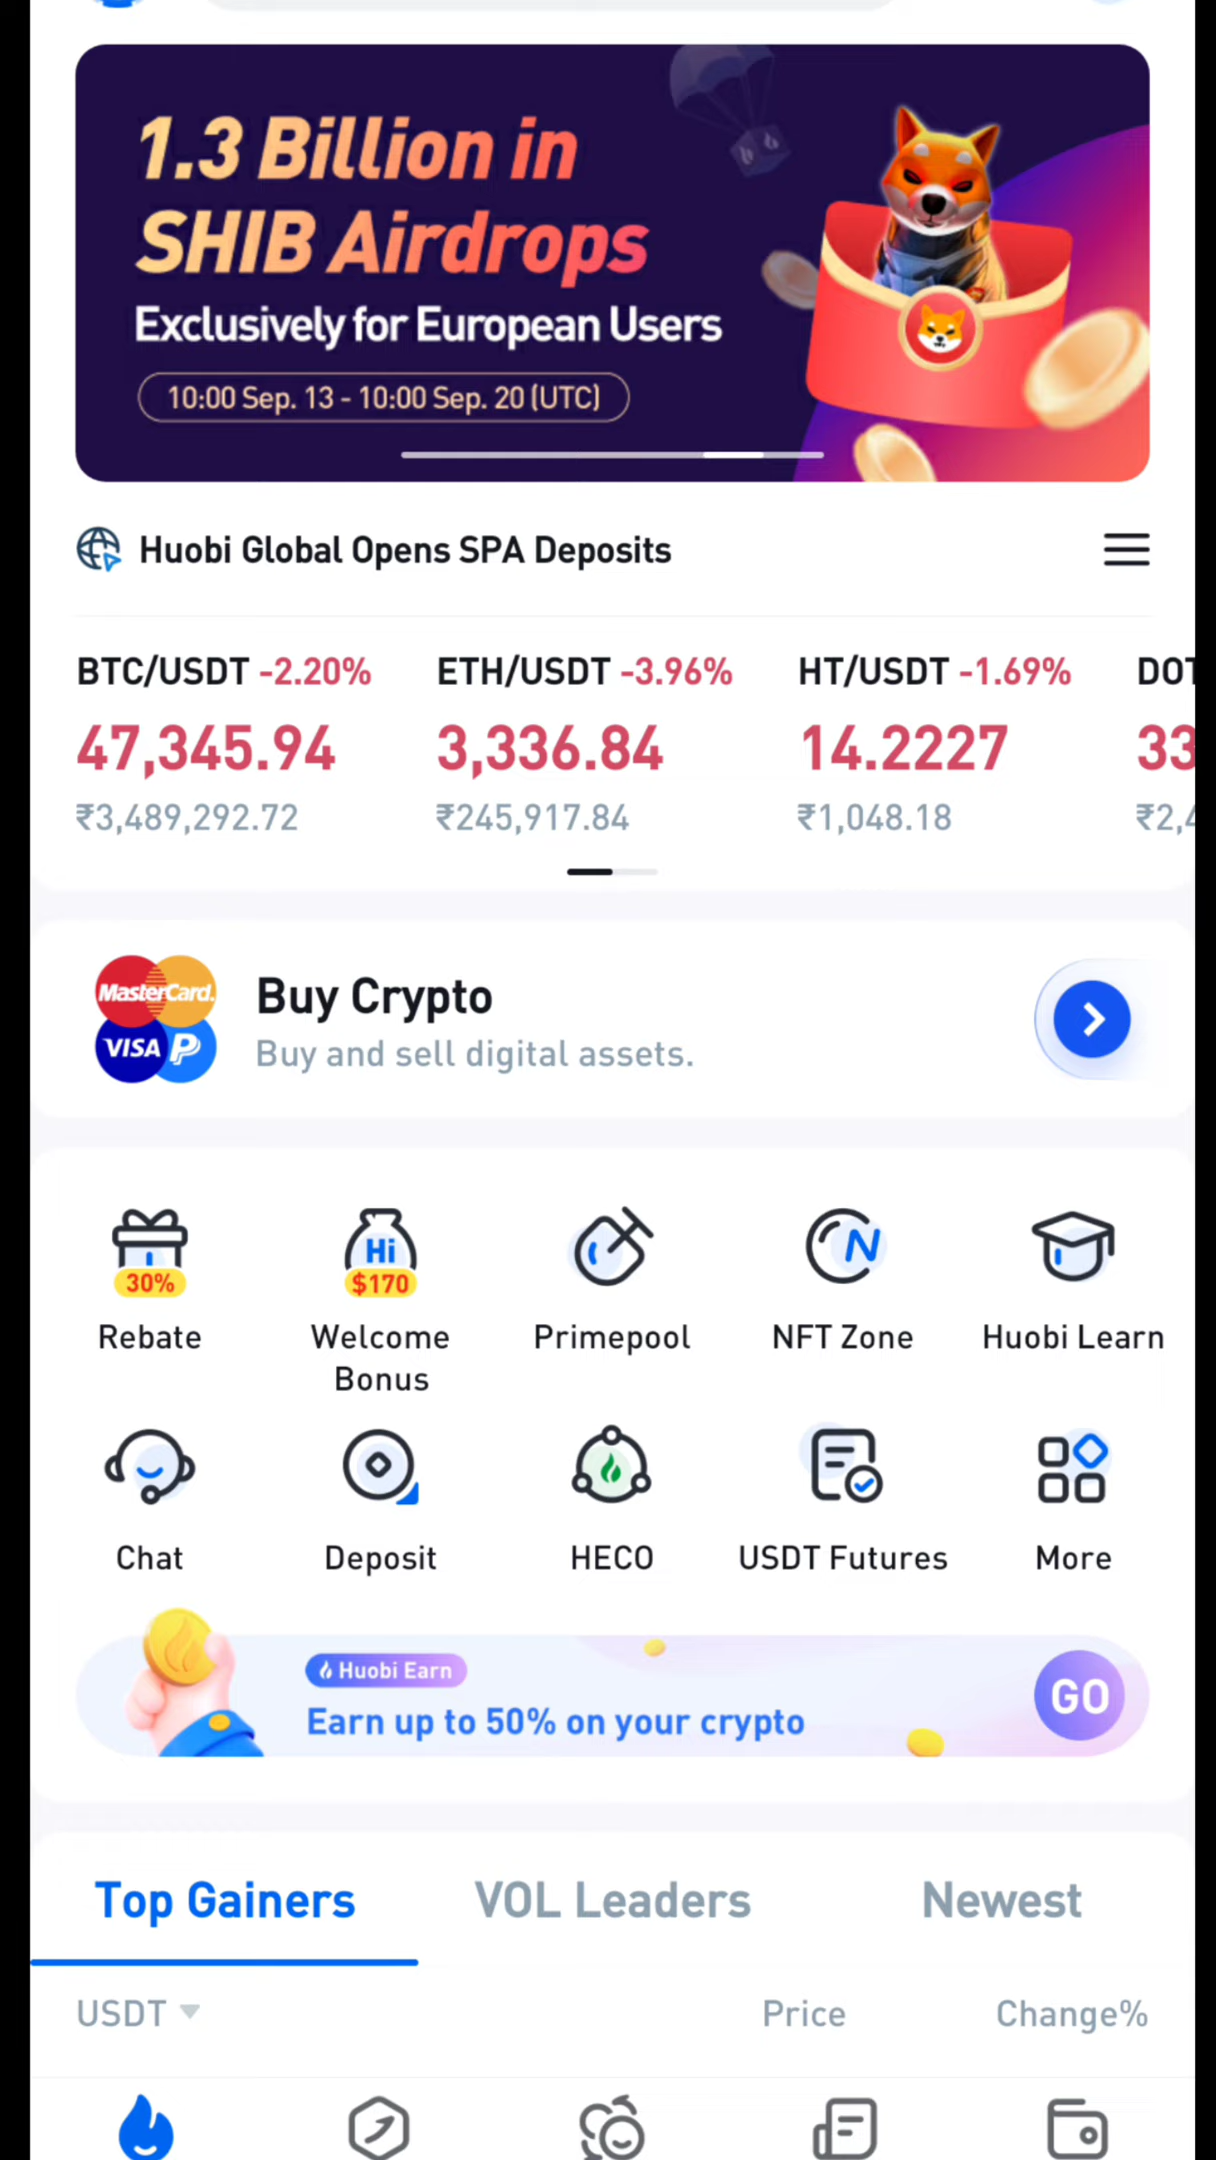 1.3 Billion in
SHIB Airdrops
Exclusively for European Users
10:00 Sep. 13 - 10:00 Sep. 20 (UTC)
Huobi Global Opens SPA Deposits
BTC/USDT -2.20% ETH/USDT -3.96% HT/USDT -1.69% DOT
47,345.94 3,336.84 14.2227 33
₹3,489,292.72 ₹245,917.84 ₹1,048.18 ₹2,4
MasterCard.
VISA P
Buy Crypto
Buy and sell digital assets.
30% Hi $170 N
Rebate Welcome Bonus Primepool NFT Zone Huobi Learn
Chat Deposit HECO USDT Futures More
Huobi Earn
Earn up to 50% on your crypto
GO
Top Gainers VOL Leaders Newest
USDT Price Change%